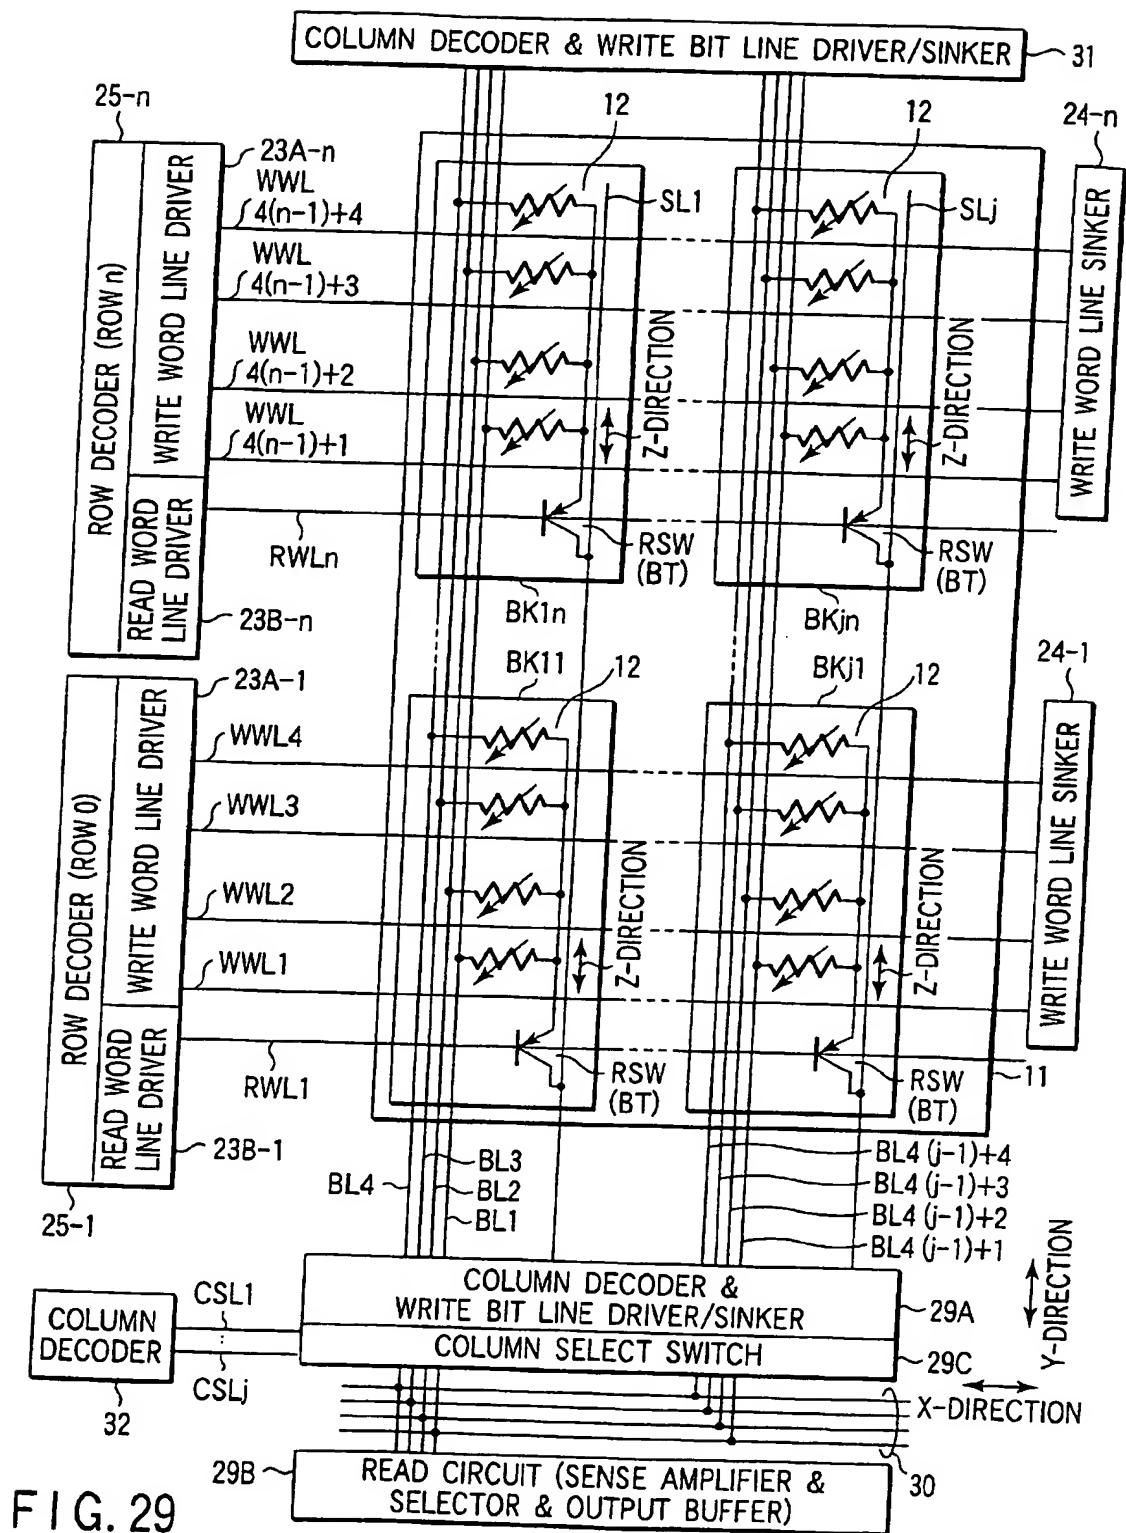 COLUMN DECODER & WRITE BIT LINE DRIVER/SINKER
31
25-n
12
12
24-n
23A-n
WWL
4(n-1)+4
WWL
4(n-1)+3
WWL
4(n-1)+2
WWL
4(n-1)+1
ROW DECODER (ROW n)
WRITE WORD LINE DRIVER
READ WORD
LINE DRIVER
SL1
SLj
Z-DIRECTION
Z-DIRECTION
WRITE WORD LINE SINKER
RWLn
RSW
(BT)
RSW
(BT)
23B-n
BK1n
BKjn
BK11
12
BKj1
12
24-1
23A-1
WWL4
WWL3
WWL2
WWL1
ROW DECODER (ROW 0)
WRITE WORD LINE DRIVER
READ WORD
LINE DRIVER
Z-DIRECTION
Z-DIRECTION
WRITE WORD LINE SINKER
RWL1
RSW
(BT)
RSW
(BT)
11
23B-1
25-1
BL4
BL3
BL2
BL1
BL4(j-1)+4
BL4(j-1)+3
BL4(j-1)+2
BL4(j-1)+1
COLUMN DECODER &
WRITE BIT LINE DRIVER/SINKER
29A
COLUMN SELECT SWITCH
29C
COLUMN
DECODER
CSL1
CSLj
32
Y-DIRECTION
X-DIRECTION
30
29B
READ CIRCUIT (SENSE AMPLIFIER &
SELECTOR & OUTPUT BUFFER)
FIG. 29